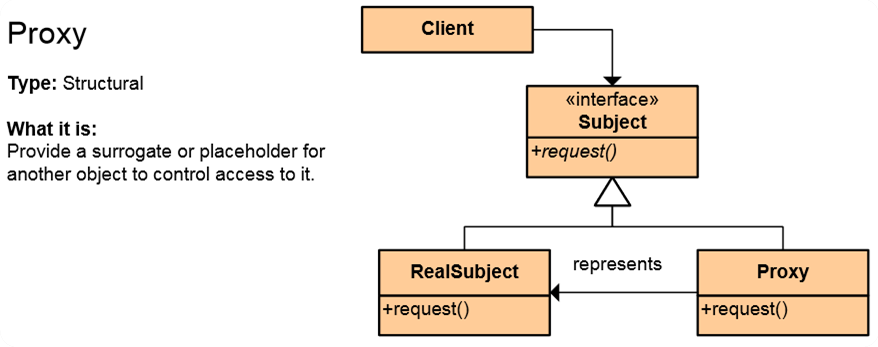 Proxy
Type: Structural
What it is:
Provide a surrogate or placeholder for
another object to control access to it.
Client
«interface»
Subject
+request()
RealSubject
+request()
represents
Proxy
+request()